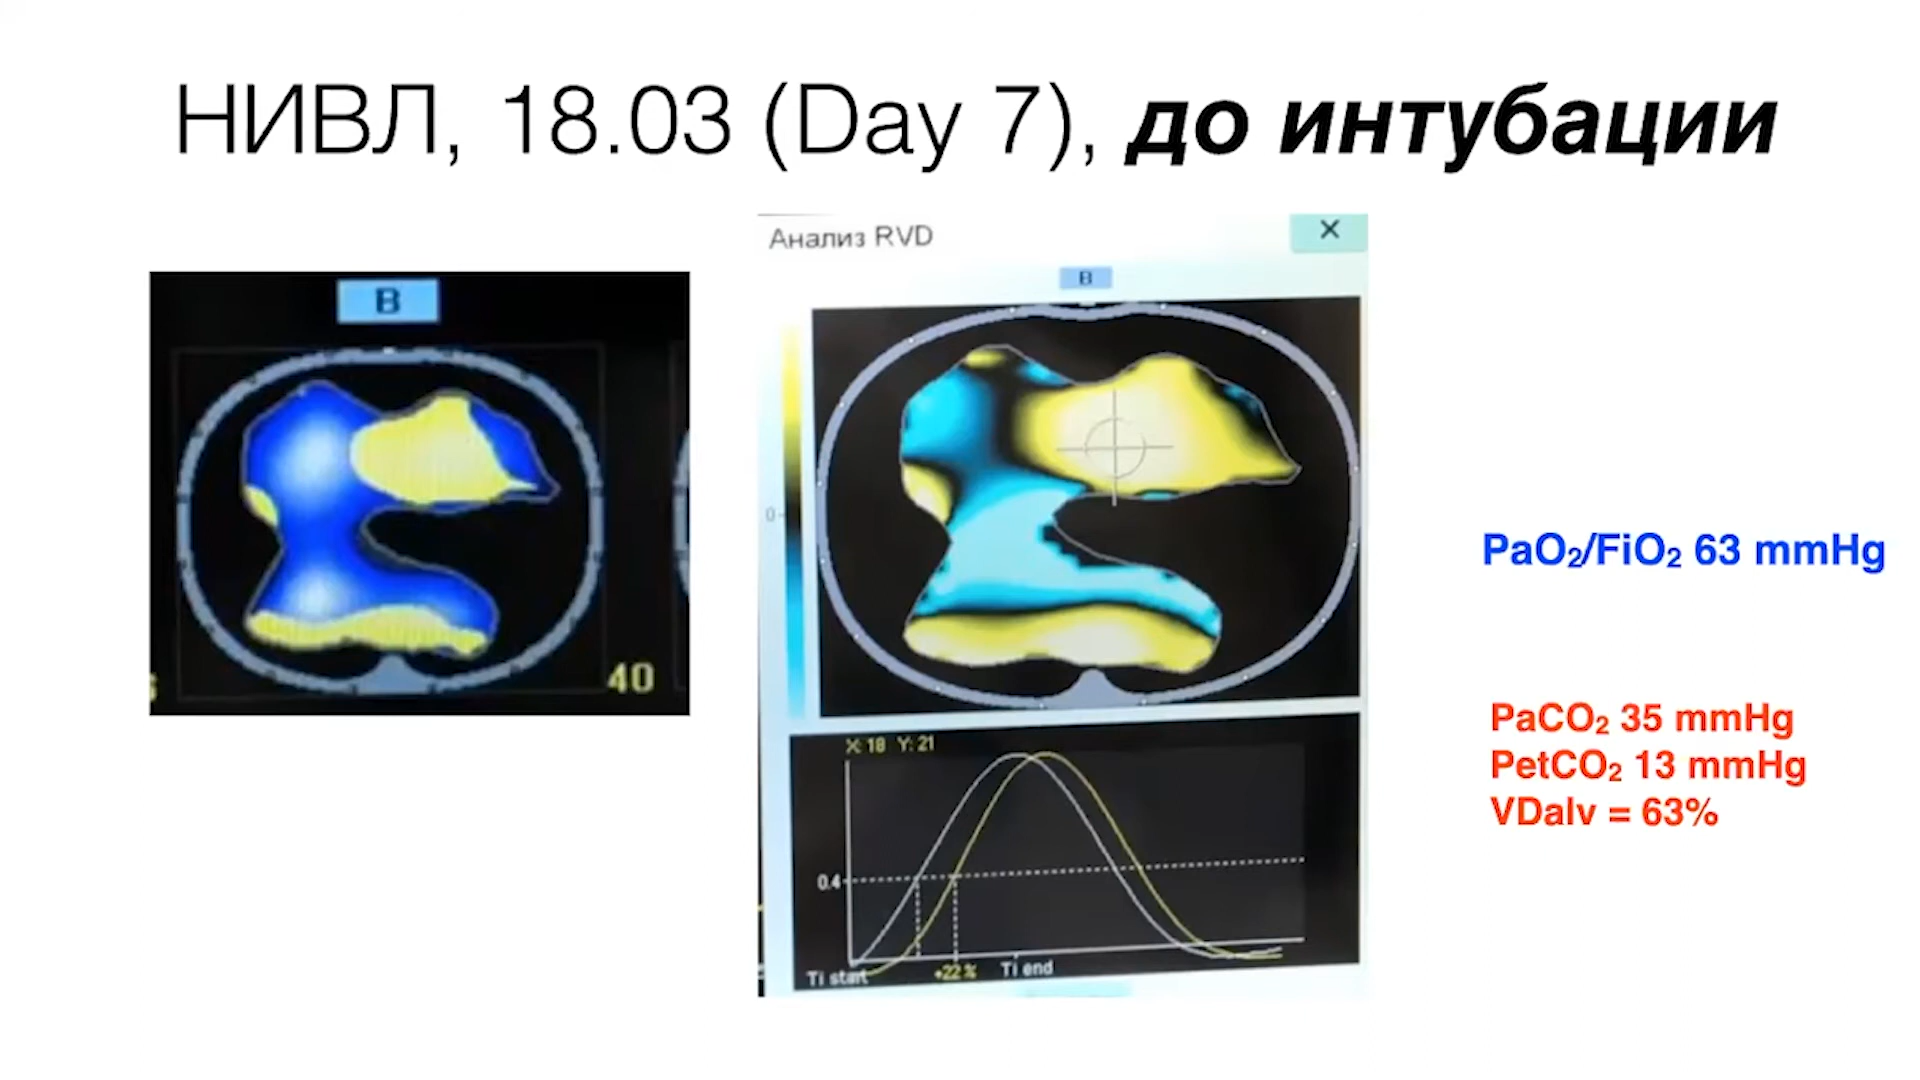 НИВЛ, 18.03 (Day 7), до интубации
B
40
Анализ RVD
X
B
0
X: 18 Y: 21
0.4
Ti start
+22 %
Ti end
PaO₂/FiO₂ 63 mmHg
PaCO₂ 35 mmHg
PetCO₂ 13 mmHg
VDalv = 63%